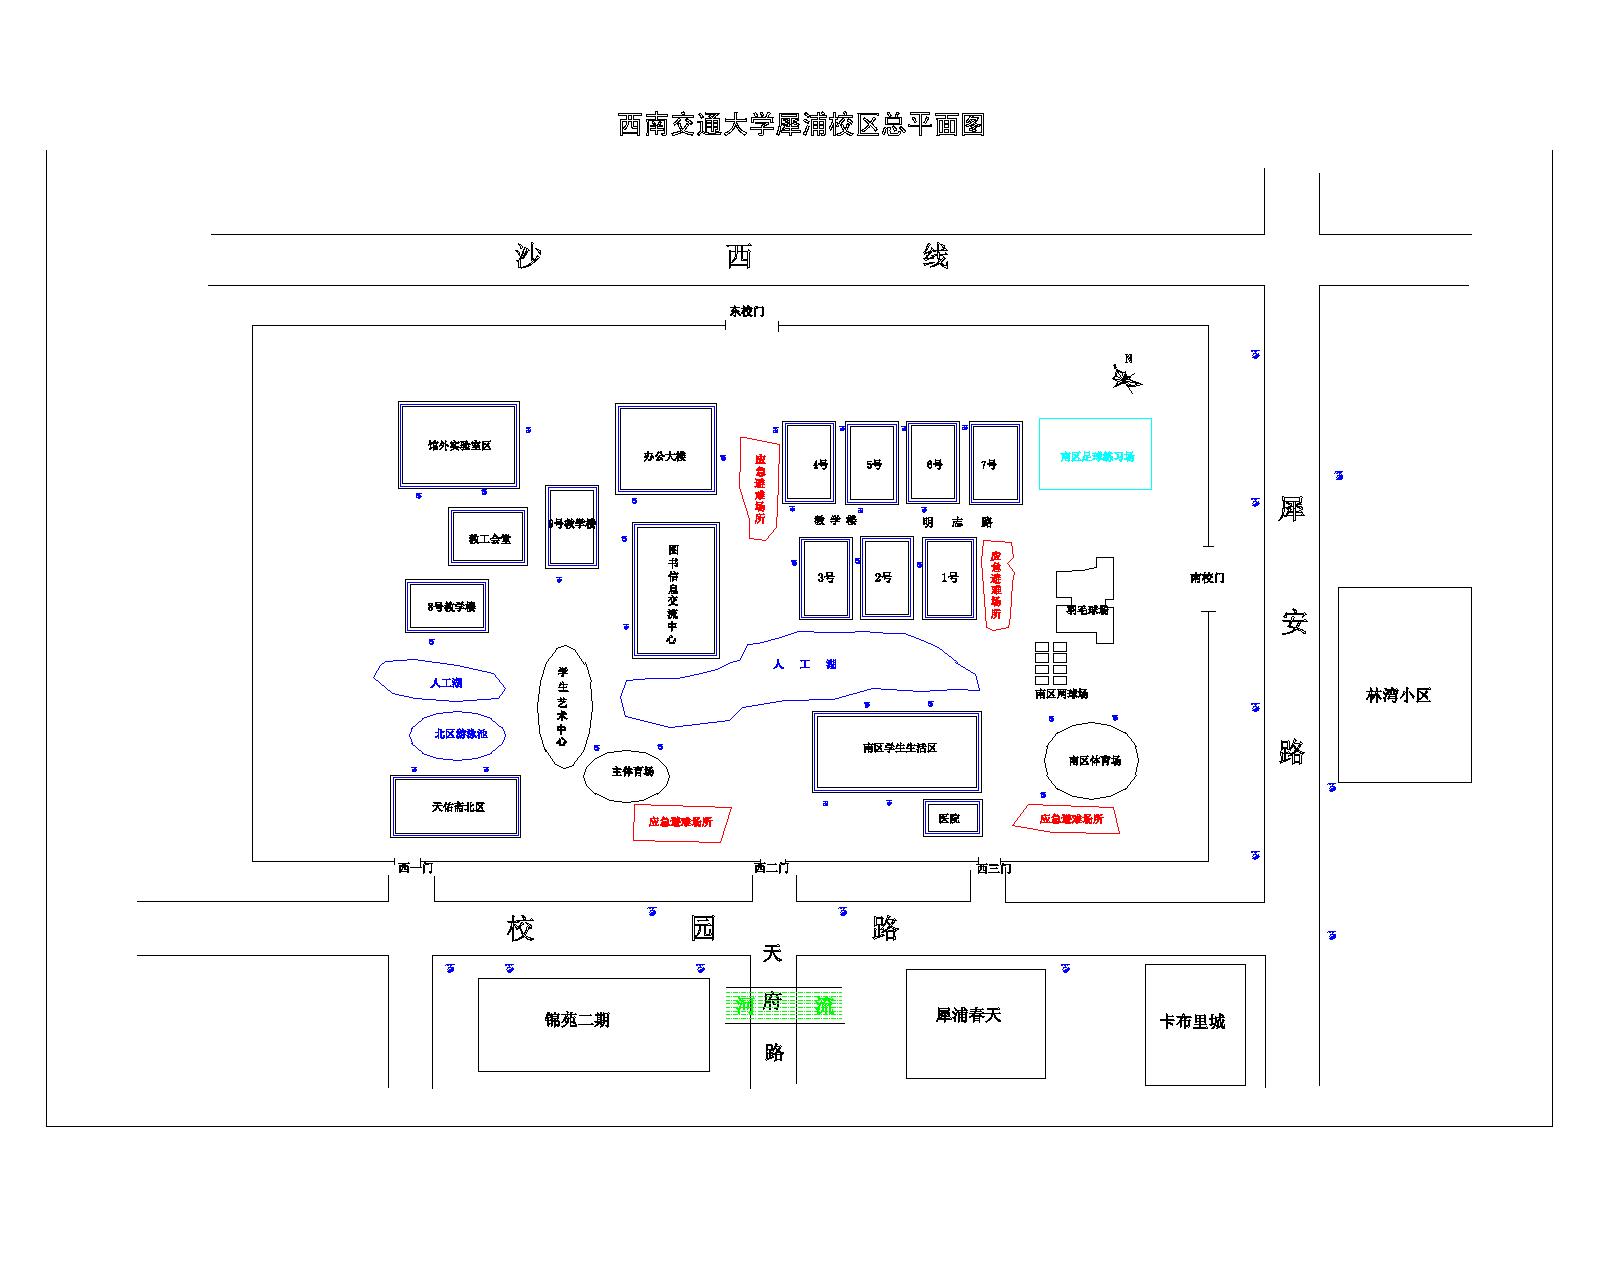 西南交通大学犀浦校区总平面图
沙西线
东校门
N
馆外实验室区
办公大楼
应急避难场所
4号
5号
6号
7号
南区足球练习场
教工会堂
号教学楼
图书信息交流中心
教学楼
明志路
犀安路
3号
2号
1号
应急避难场所
南校门
8号教学楼
羽毛球场
人工湖
学生艺术中心
人工湖
南区网球场
林湾小区
北区游泳池
主体育场
南区学生生活区
南区体育场
天佑斋北区
应急避难场所
医院
应急避难场所
西一门
西二门
西三门
校园路
天府路
河流
锦苑二期
犀浦春天
卡布里城